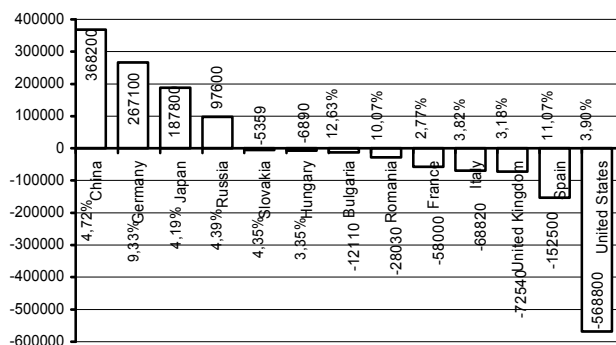 400000
300000
200000
100000
0
-100000
-200000
-300000
-400000
-500000
-600000
368200
267100
187800
97600
-5359
-6890
12,63%
10,07%
2,77%
3,82%
3,18%
11,07%
3,90%
China
Germany
Japan
Russia
Slovakia
Hungary
Bulgaria
Romania
France
Italy
United Kingdom
Spain
United States
4,72%
9,33%
4,19%
4,39%
4,35%
3,35%
-12110
-28030
-58000
-68820
-72540
-152500
-568800